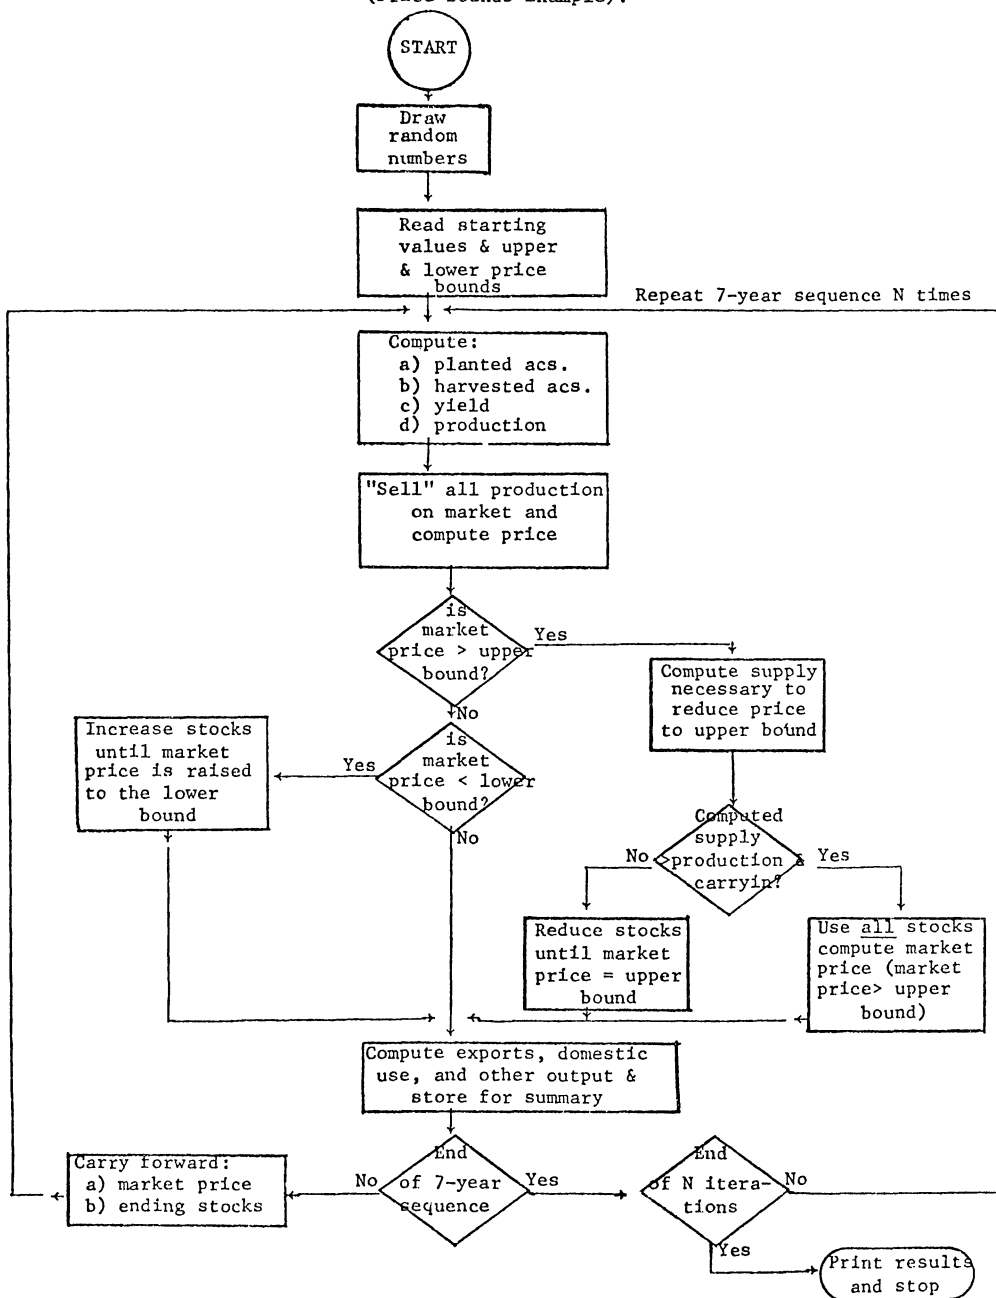 (Price bounds example).
START
Draw
random
numbers
Read starting
values & upper
& lower price
bounds
Repeat 7-year sequence N times
Compute:
a) planted acs.
b) harvested acs.
c) yield
d) production
"Sell" all production
on market and
compute price
is
market
price > upper
bound?
Yes
No
Compute supply
necessary to
reduce price
to upper bound
is
market
price < lower
bound?
Yes
No
Increase stocks
until market
price is raised
to the lower
bound
Computed
supply
>production &
carryin?
No
Yes
Reduce stocks
until market
price = upper
bound
Use all stocks
compute market
price (market
price> upper
bound)
Compute exports, domestic
use, and other output &
store for summary
End
of 7-year
sequence
No
Yes
Carry forward:
a) market price
b) ending stocks
End
of N itera-
tions
No
Yes
Print results
and stop